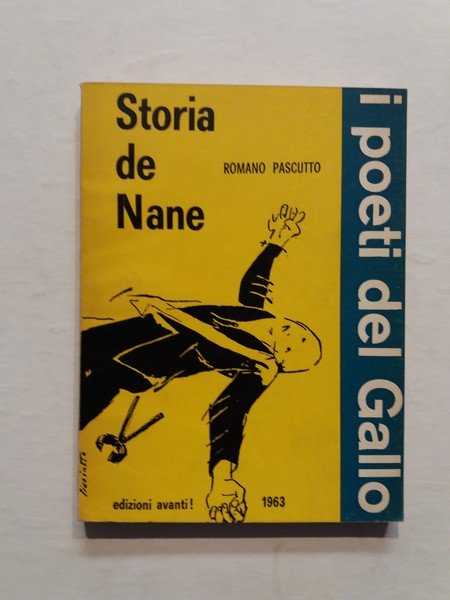 Storia
de
Nane
ROMANO PASCUTTO
i poeti del Gallo
edizioni avanti!
1963